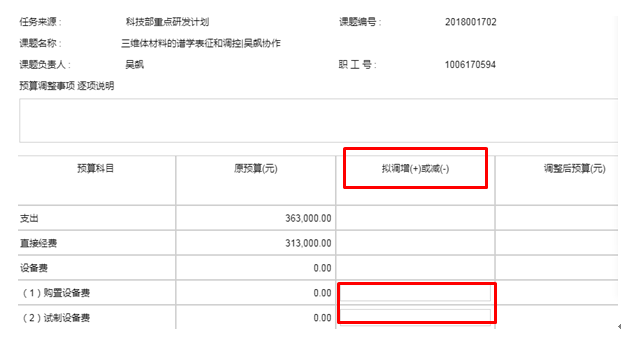 任务来源： 科技部重点研发计划 课题编号： 2018001702
课题名称： 三维体材料的谱学表征和调控|吴飙协作
课题负责人： 吴飙 职 工 号： 1006170594
预算调整事项 逐项说明
预算科目 原预算(元) 拟调增(+)或减(-) 调整后预算(元)
支出 363,000.00
直接经费 313,000.00
设备费 0.00
（1）购置设备费 0.00
（2）试制设备费 0.00